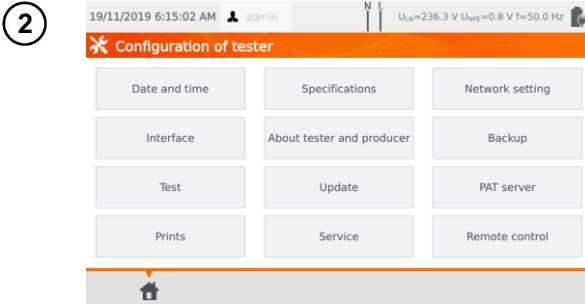 2
19/11/2019 6:15:02 AM admin N L U_LN=236.3 V U_NPE=0.8 V f=50.0 Hz
Configuration of tester
Date and time Specifications Network setting
Interface About tester and producer Backup
Test Update PAT server
Prints Service Remote control